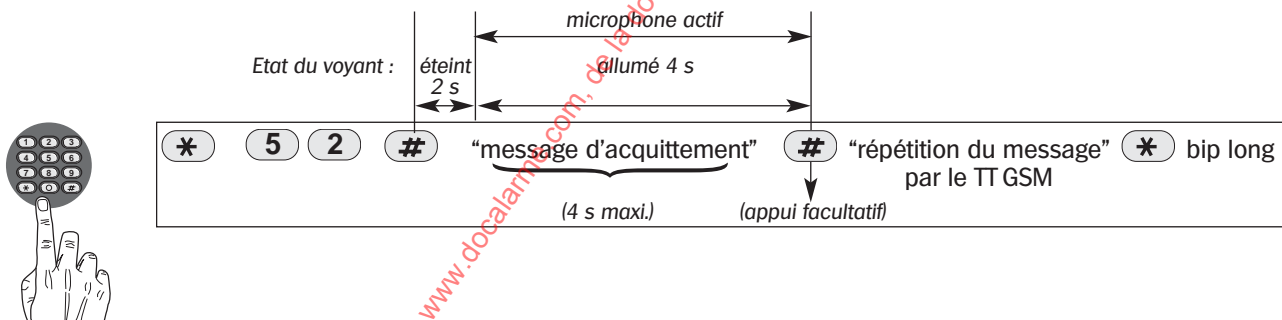 microphone actif
Etat du voyant :
éteint
2 s
allumé 4 s
1 2 3
4 5 6
7 8 9
* 0 #
* 5 2 # “message d’acquittement” # “répétition du message” * bip long
par le TT GSM
(4 s maxi.)
(appui facultatif)
www.docalarme.com, de la do